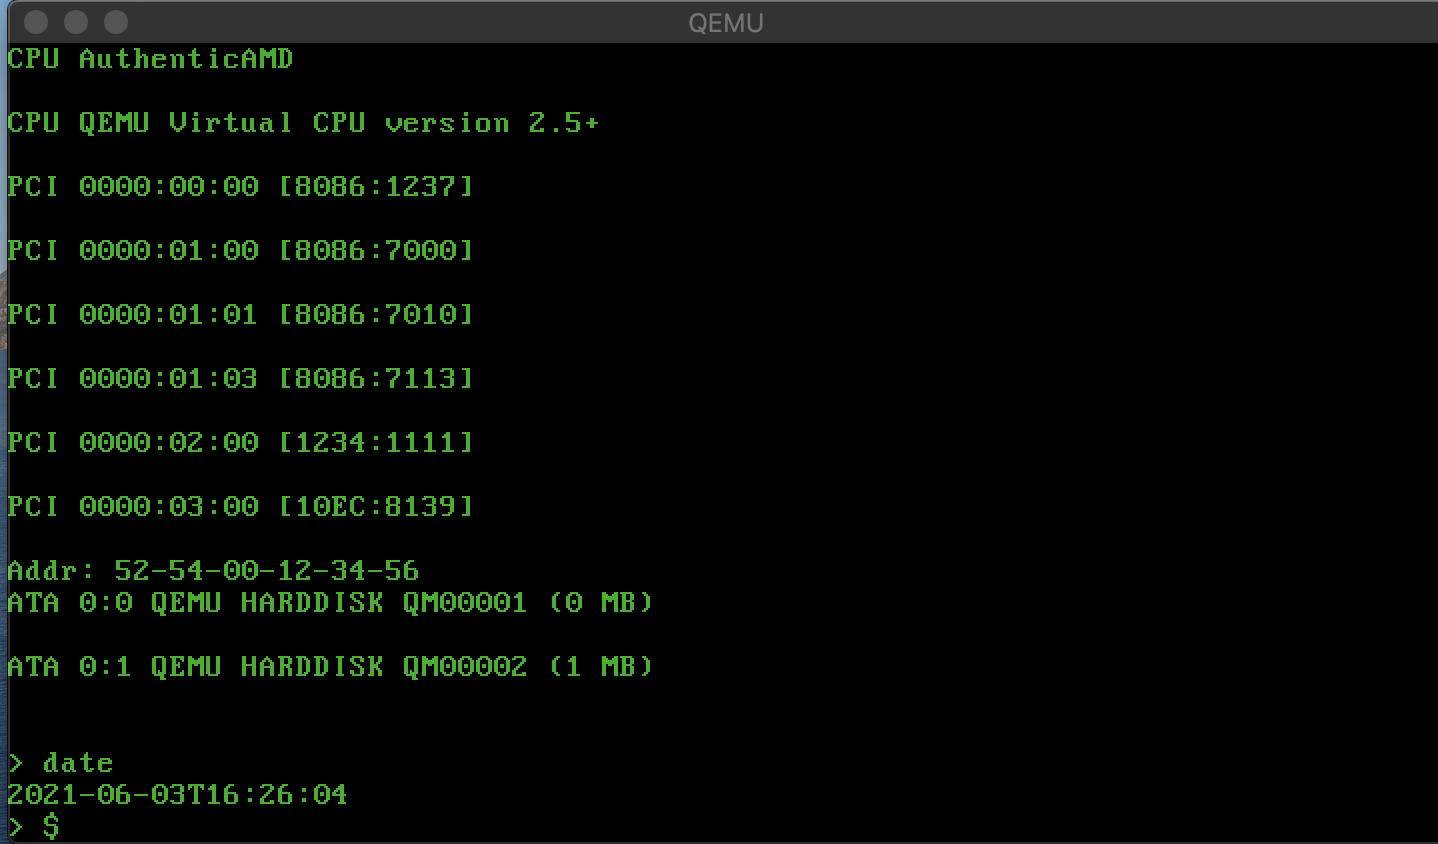 QEMU
CPU AuthenticAMD
CPU QEMU Virtual CPU version 2.5+
PCI 0000:00:00 [8086:1237]
PCI 0000:01:00 [8086:7000]
PCI 0000:01:01 [8086:7010]
PCI 0000:01:03 [8086:7113]
PCI 0000:02:00 [1234:1111]
PCI 0000:03:00 [10EC:8139]
Addr: 52-54-00-12-34-56
ATA 0:0 QEMU HARDDISK QM00001 (0 MB)
ATA 0:1 QEMU HARDDISK QM00002 (1 MB)
> date
2021-06-03T16:26:04
> $